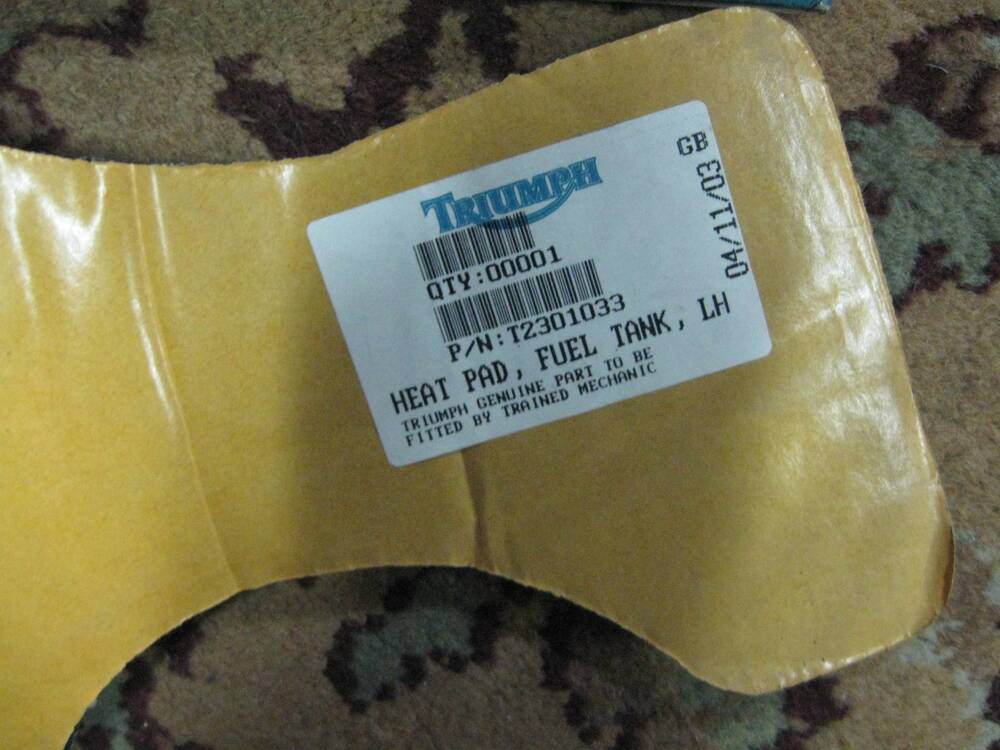 TRIUMPH
QTY:00001
P/N:T2301033
HEAT PAD, FUEL TANK, LH
TRIUMPH GENUINE PART TO BE
FITTED BY TRAINED MECHANIC
GB
04/11/03